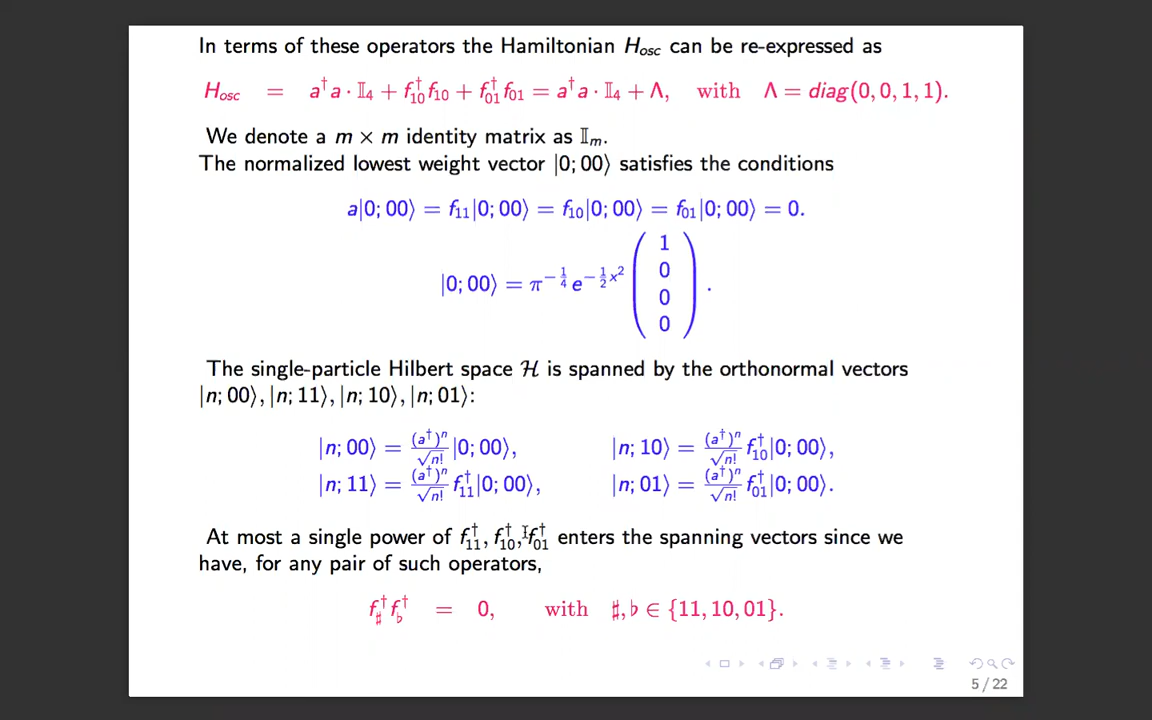 In terms of these operators the Hamiltonian H_osc can be re-expressed as
H_osc = a†a · 𝕀₄ + f†₁₀f₁₀ + f†₀₁f₀₁ = a†a · 𝕀₄ + Λ, with Λ = diag(0, 0, 1, 1).
We denote a m × m identity matrix as 𝕀ₘ.
The normalized lowest weight vector |0; 00⟩ satisfies the conditions
a|0; 00⟩ = f₁₁|0; 00⟩ = f₁₀|0; 00⟩ = f₀₁|0; 00⟩ = 0.
|0; 00⟩ = π^{-1/4} e^{-1/2 x²} ( 1 0 0 0 ) .
The single-particle Hilbert space ℋ is spanned by the orthonormal vectors
|n; 00⟩, |n; 11⟩, |n; 10⟩, |n; 01⟩:
|n; 00⟩ = (a†)ⁿ/√n! |0; 00⟩, |n; 10⟩ = (a†)ⁿ/√n! f†₁₀|0; 00⟩,
|n; 11⟩ = (a†)ⁿ/√n! f†₁₁|0; 00⟩, |n; 01⟩ = (a†)ⁿ/√n! f†₀₁|0; 00⟩.
At most a single power of f†₁₁, f†₁₀, f†₀₁ enters the spanning vectors since we
have, for any pair of such operators,
f†_♯ f†_♭ = 0, with ♯, ♭ ∈ {11, 10, 01}.
5 / 22